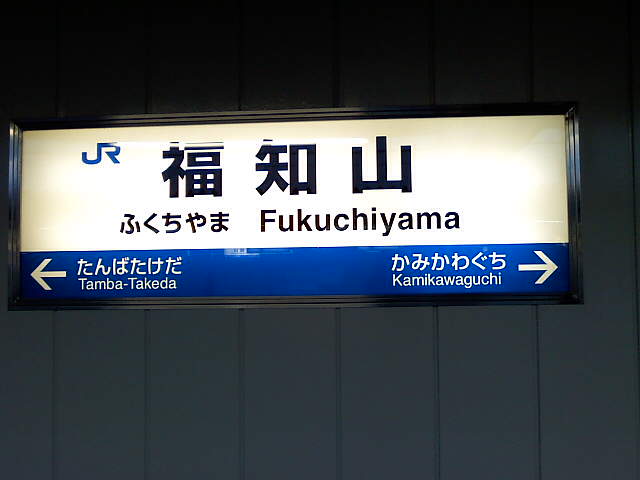 JR
福知山
ふくちやま Fukuchiyama
← たんばたけだ
Tamba-Takeda
かみかわぐち →
Kamikawaguchi